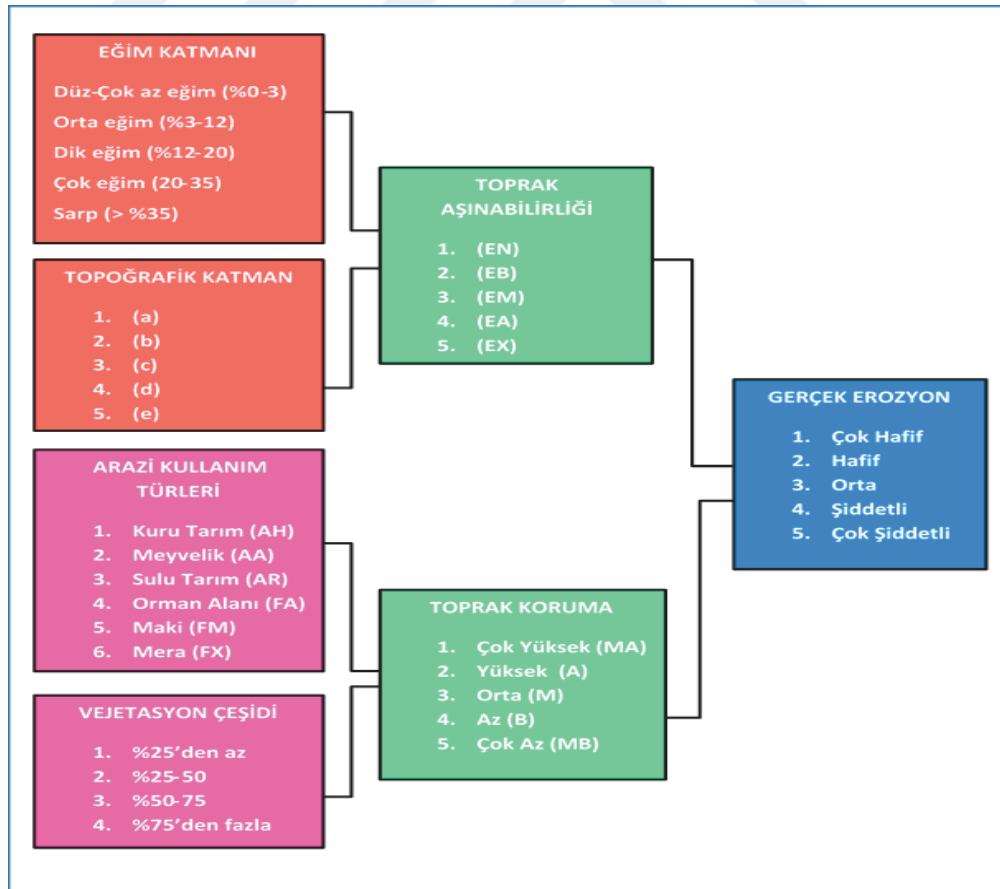 EĞİM KATMANI
Düz-Çok az eğim (%0-3)
Orta eğim (%3-12)
Dik eğim (%12-20)
Çok eğim (20-35)
Sarp (> %35)
TOPOĞRAFİK KATMAN
1. (a)
2. (b)
3. (c)
4. (d)
5. (e)
ARAZİ KULLANIM
TÜRLERİ
1. Kuru Tarım (AH)
2. Meyvelik (AA)
3. Sulu Tarım (AR)
4. Orman Alanı (FA)
5. Maki (FM)
6. Mera (FX)
VEJETASYON ÇEŞİDİ
1. %25’den az
2. %25-50
3. %50-75
4. %75’den fazla
TOPRAK
AŞINABİLİRLİĞİ
1. (EN)
2. (EB)
3. (EM)
4. (EA)
5. (EX)
TOPRAK KORUMA
1. Çok Yüksek (MA)
2. Yüksek (A)
3. Orta (M)
4. Az (B)
5. Çok Az (MB)
GERÇEK EROZYON
1. Çok Hafif
2. Hafif
3. Orta
4. Şiddetli
5. Çok Şiddetli